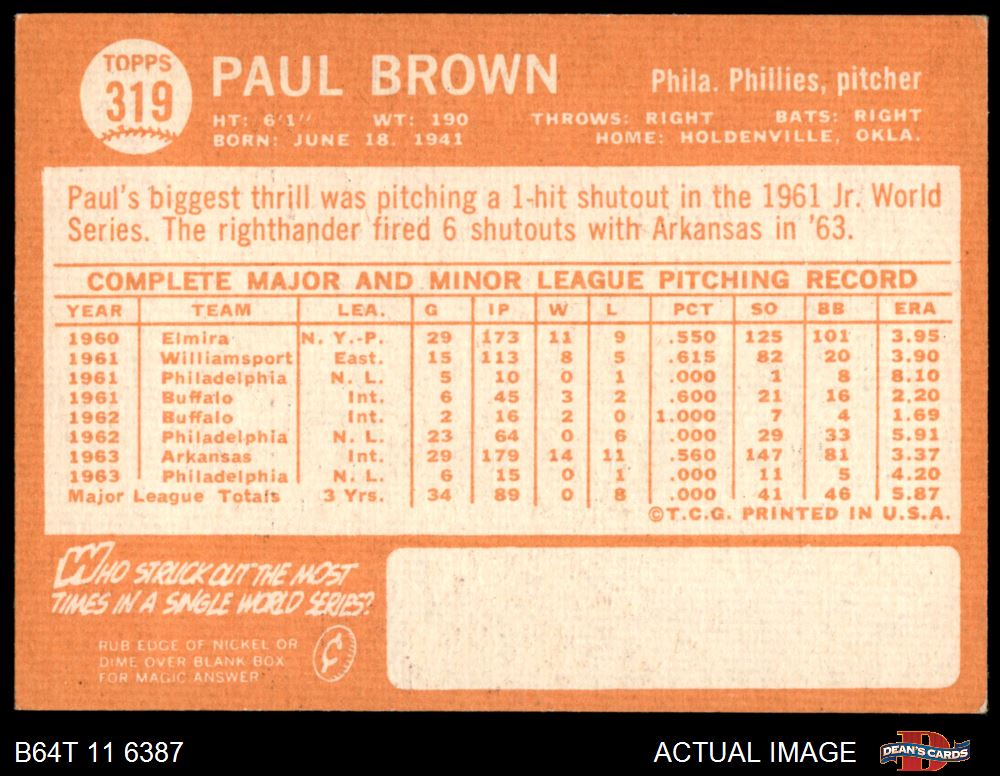 TOPPS
319
PAUL BROWN
Phila. Phillies, pitcher
HT: 6'1" WT: 190 THROWS: RIGHT BATS: RIGHT
BORN: JUNE 18, 1941 HOME: HOLDENVILLE, OKLA.
Paul's biggest thrill was pitching a 1-hit shutout in the 1961 Jr. World
Series. The righthander fired 6 shutouts with Arkansas in '63.
COMPLETE MAJOR AND MINOR LEAGUE PITCHING RECORD
YEAR TEAM LEA. G IP W L PCT SO BB ERA
1960 Elmira N. Y.-P. 29 173 11 9 .550 125 101 3.95
1961 Williamsport East. 15 113 8 5 .615 82 20 3.90
1961 Philadelphia N. L. 5 10 0 1 .000 1 8 8.10
1961 Buffalo Int. 6 45 3 2 .600 21 16 2.20
1962 Buffalo Int. 2 16 2 0 1.000 7 4 1.69
1962 Philadelphia N. L. 23 64 0 6 .000 29 33 5.91
1963 Arkansas Int. 29 179 14 11 .560 147 81 3.37
1963 Philadelphia N. L. 6 15 0 1 .000 11 5 4.20
Major League Totals 3 Yrs. 34 89 0 8 .000 41 46 5.87
©T.C.G. PRINTED IN U.S.A.
WHO STRUCK OUT THE MOST
TIMES IN A SINGLE WORLD SERIES?
RUB EDGE OF NICKEL OR
DIME OVER BLANK BOX
FOR MAGIC ANSWER
¢
B64T 11 6387
ACTUAL IMAGE
D
DEAN'S CARDS